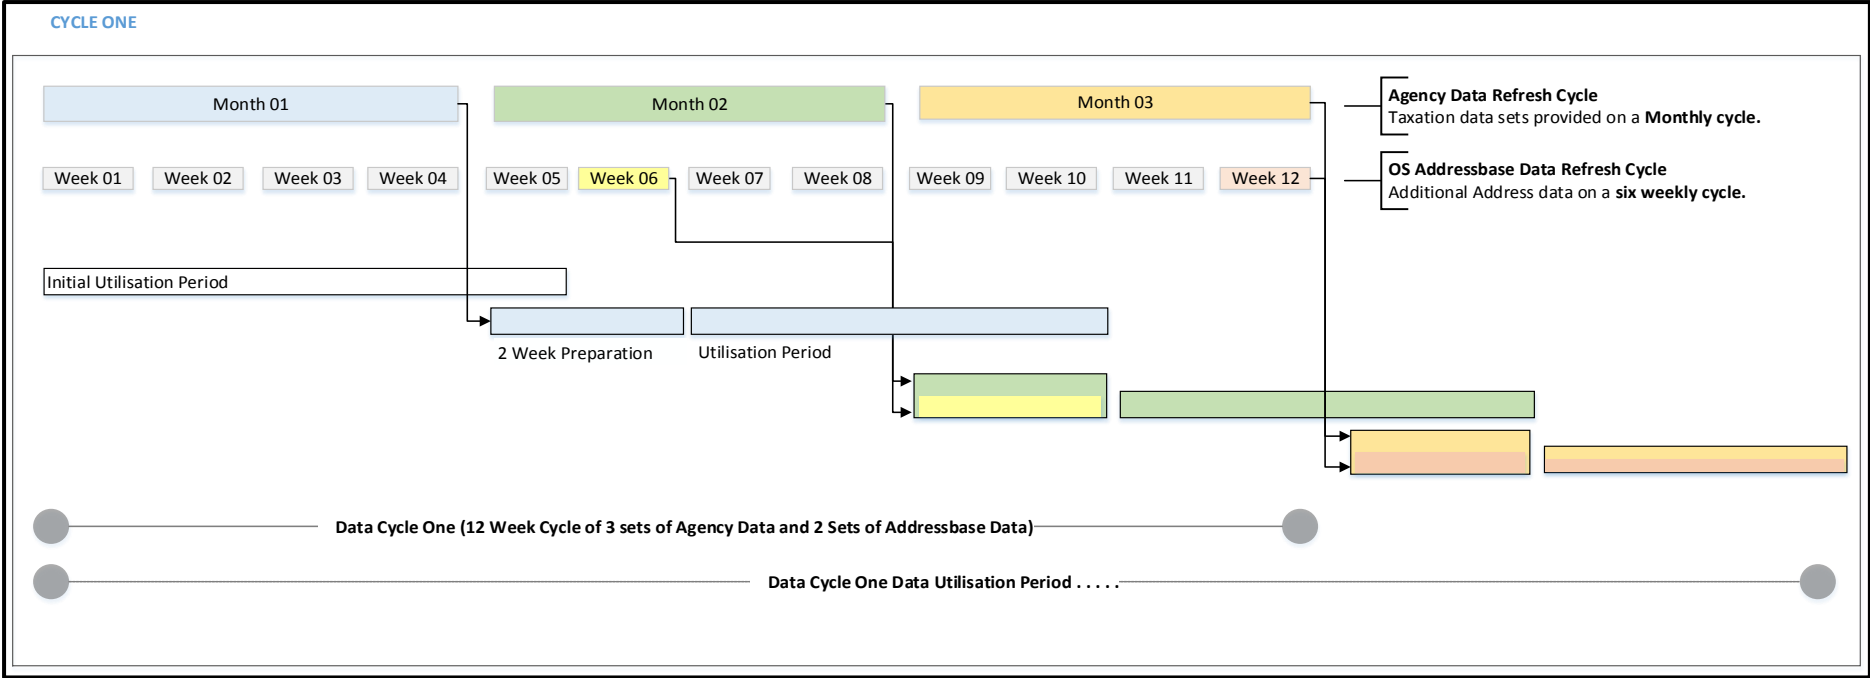 CYCLE ONE
Month 01
Month 02
Month 03
Agency Data Refresh Cycle
Taxation data sets provided on a Monthly cycle.
Week 01
Week 02
Week 03
Week 04
Week 05
Week 06
Week 07
Week 08
Week 09
Week 10
Week 11
Week 12
OS Addressbase Data Refresh Cycle
Additional Address data on a six weekly cycle.
Initial Utilisation Period
2 Week Preparation
Utilisation Period
Data Cycle One (12 Week Cycle of 3 sets of Agency Data and 2 Sets of Addressbase Data)
Data Cycle One Data Utilisation Period . . . . .